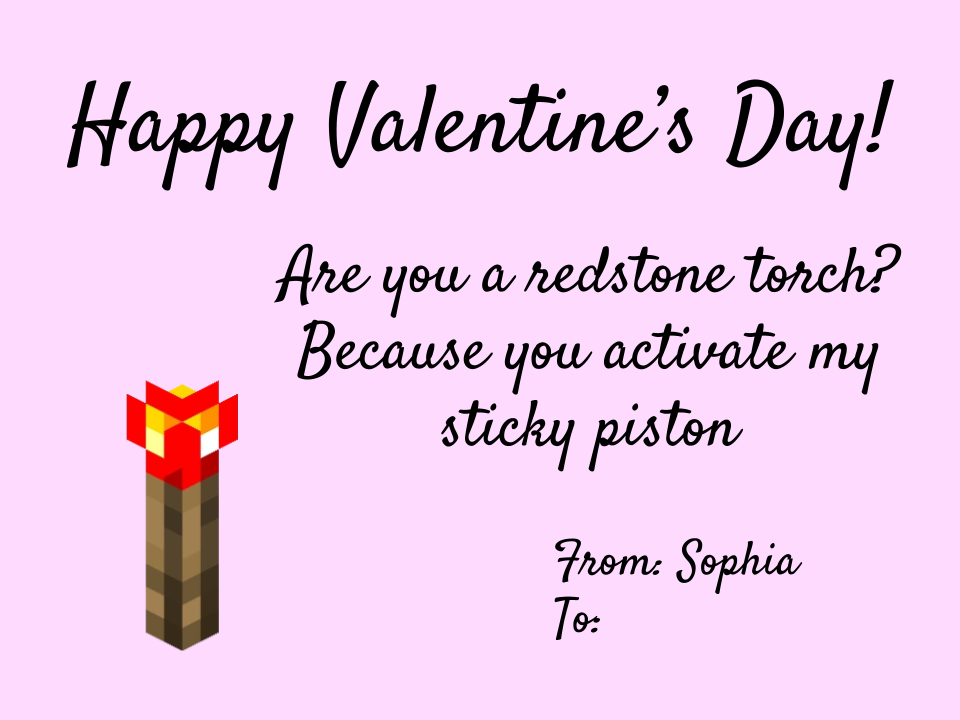 Happy Valentine’s Day!
Are you a redstone torch?
Because you activate my
sticky piston
From: Sophia
To: